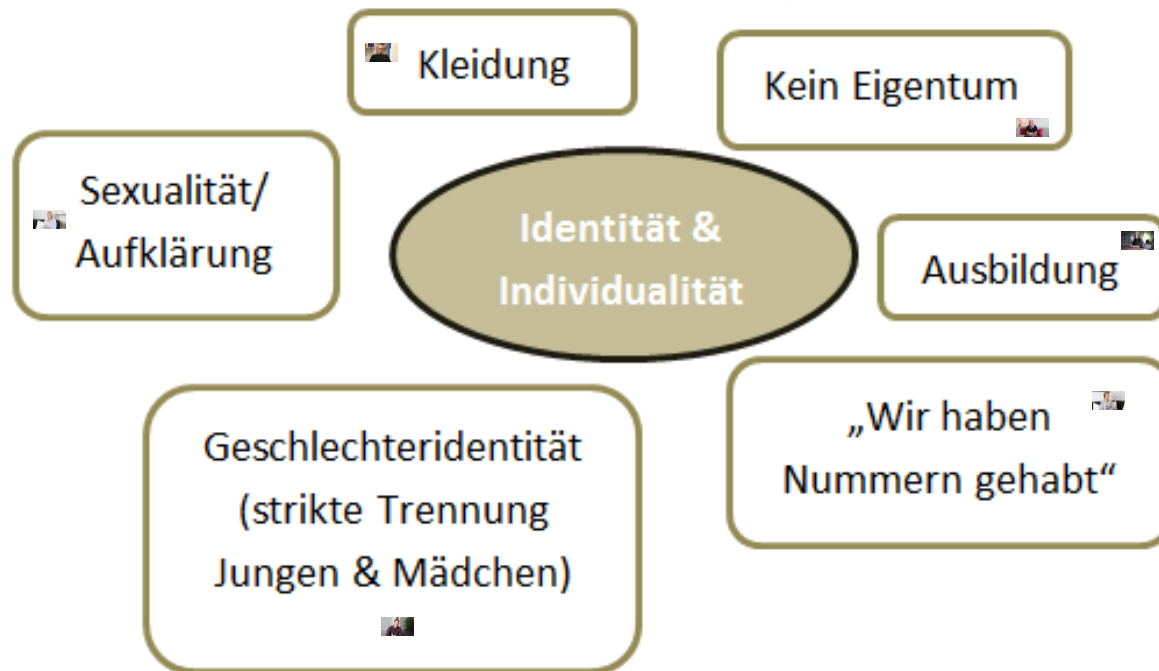 Kleidung
Kein Eigentum
Sexualität/
Aufklärung
Identität &
Individualität
Ausbildung
„Wir haben
Nummern gehabt“
Geschlechteridentität
(strikte Trennung
Jungen & Mädchen)